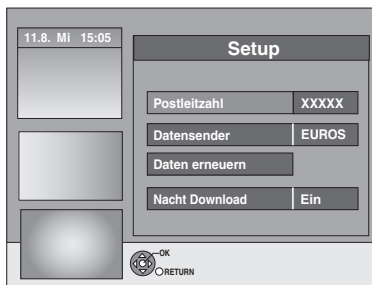 11.8. Mi 15:05
Setup
Postleitzahl XXXXX
Datensender EUROS
Daten erneuern
Nacht Download Ein
OK
RETURN